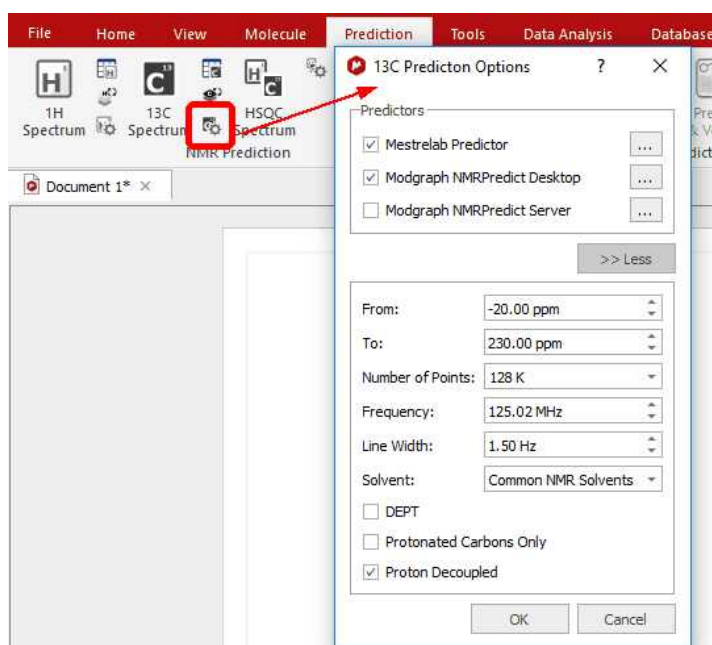 File Home View Molecule Prediction Tools Data Analysis Database
13C Predicton Options ? ×
H
C 13
H C
1H Spectrum
13C Spectrum
HSQC Spectrum
NMR Prediction
Document 1* ×
Predictors
Mestrelab Predictor ...
Modgraph NMRPredict Desktop ...
Modgraph NMRPredict Server ...
>> Less
From: -20.00 ppm
To: 230.00 ppm
Number of Points: 128 K
Frequency: 125.02 MHz
Line Width: 1.50 Hz
Solvent: Common NMR Solvents
DEPT
Protonated Carbons Only
Proton Decoupled
OK Cancel